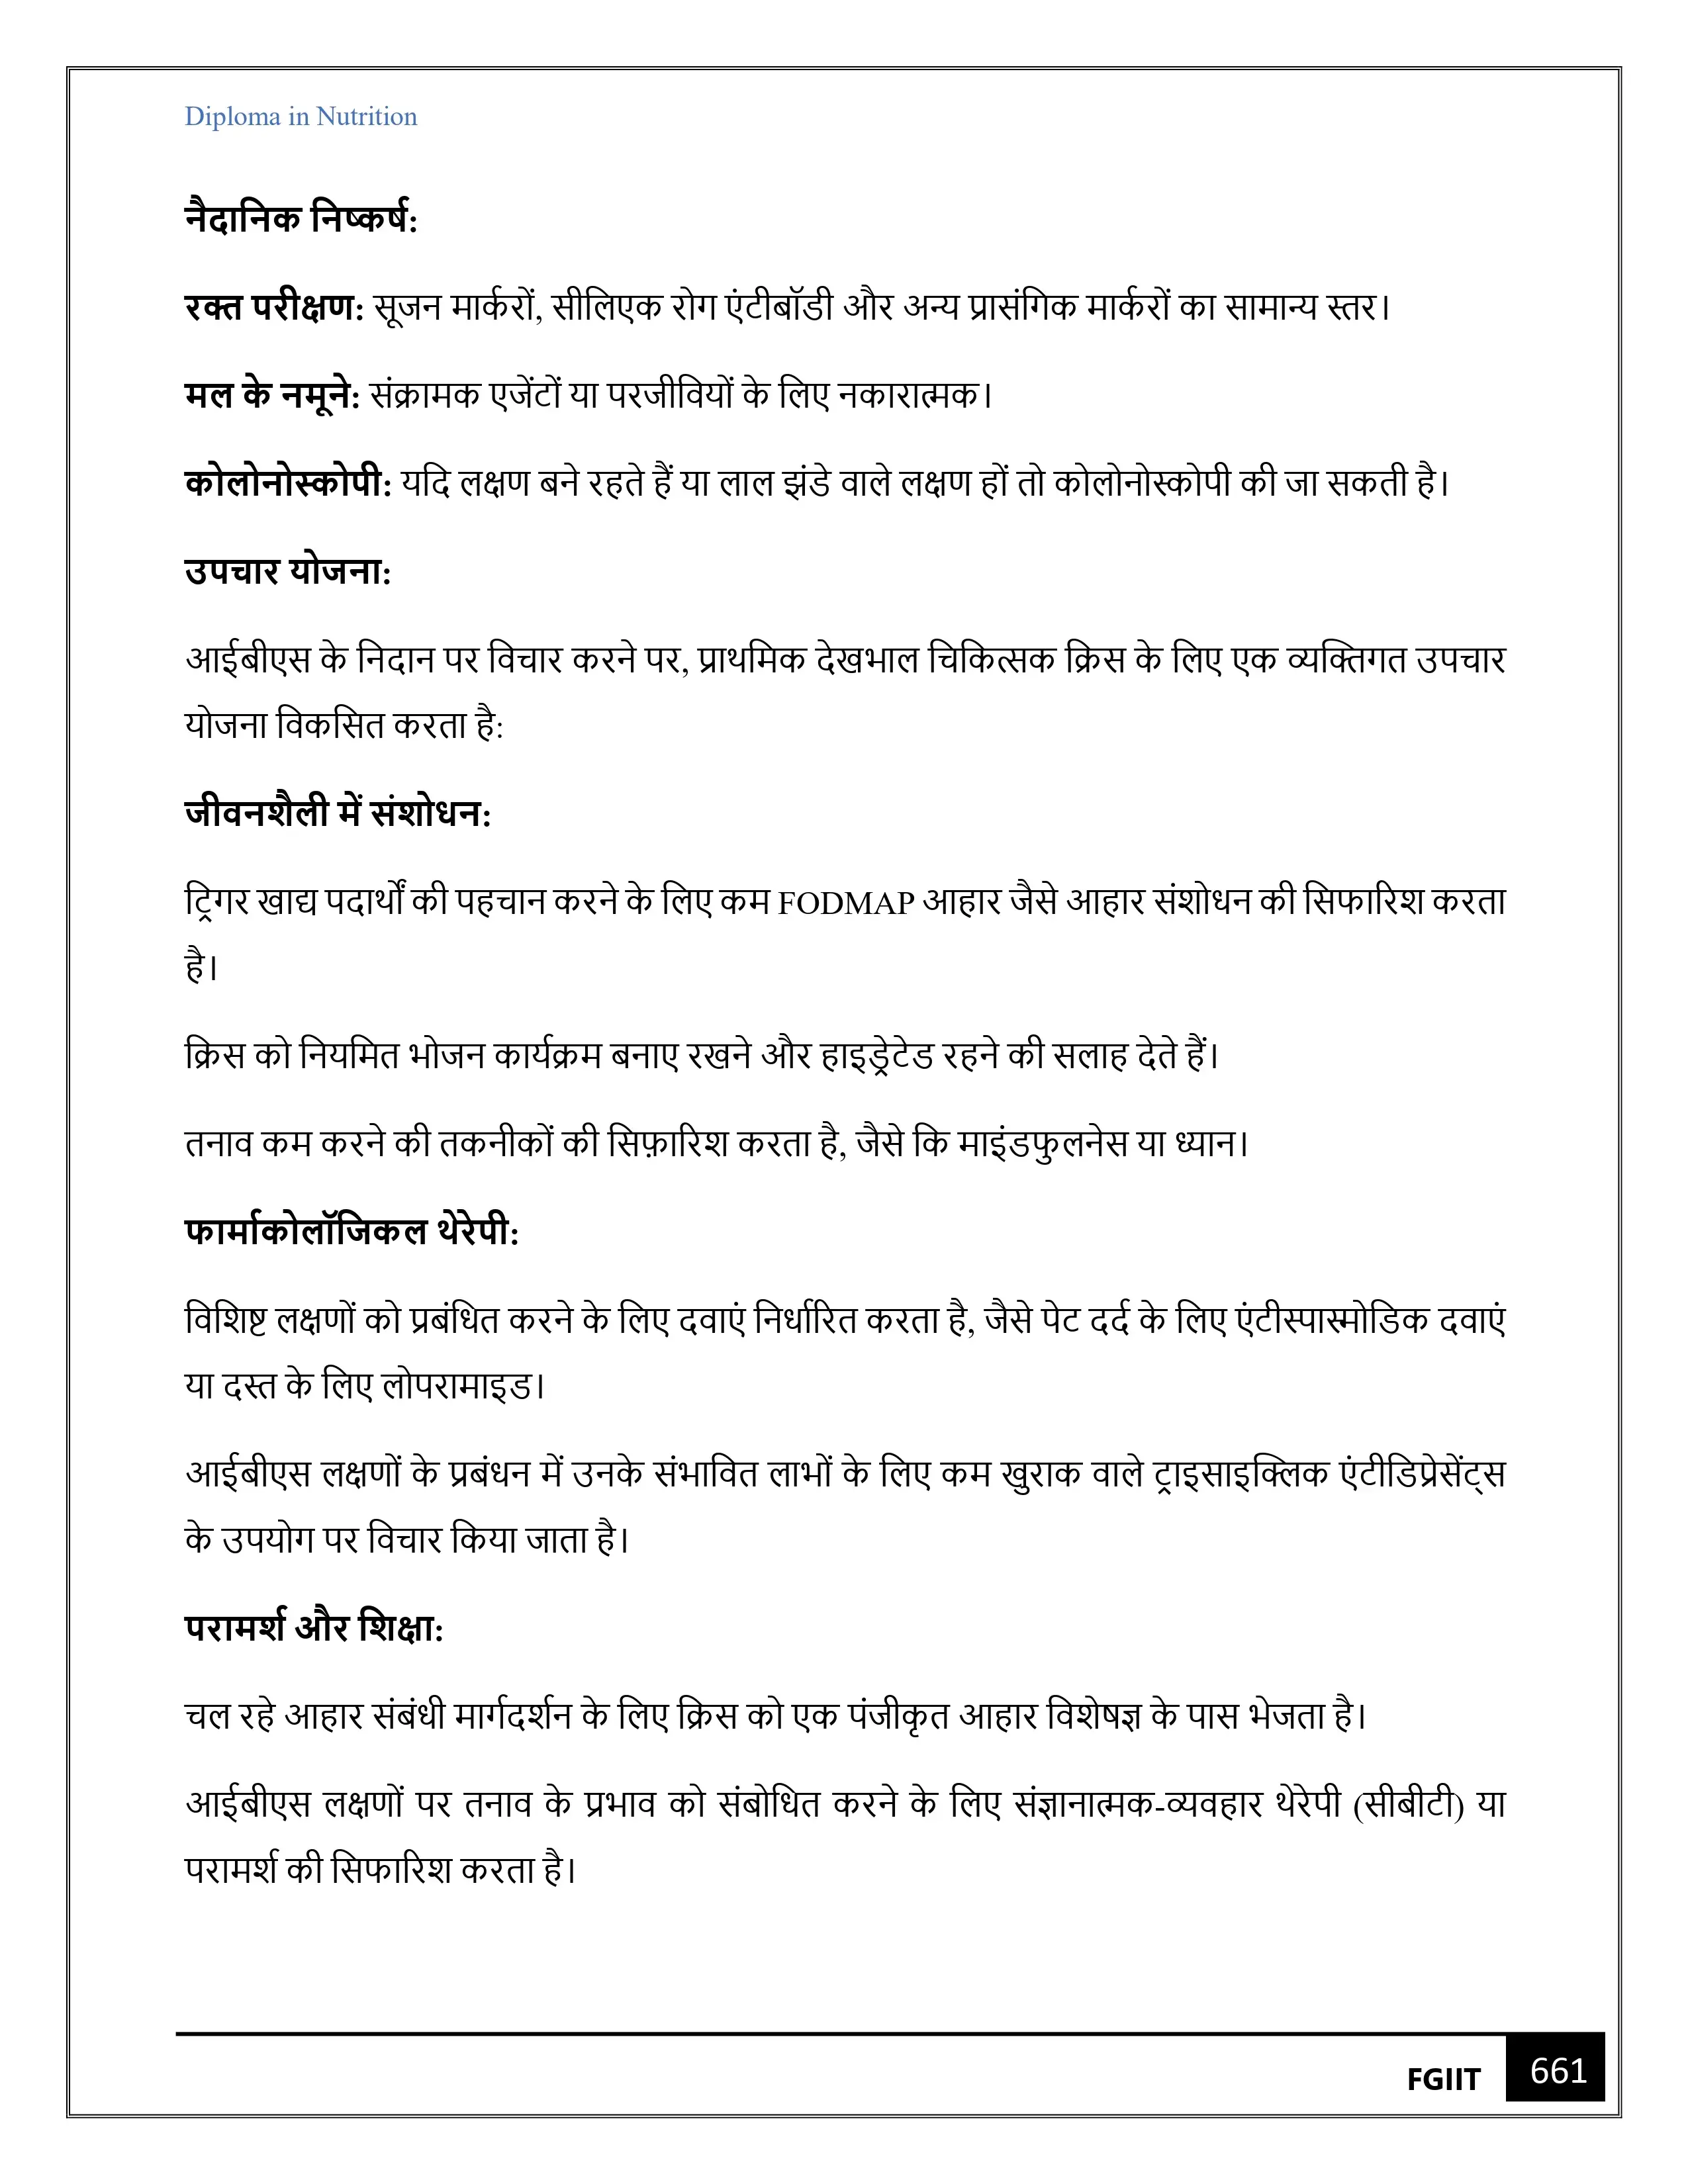 Diploma in Nutrition
नैदानिक निष्कर्ष:
रक्त परीक्षण: सूजन मार्करों, सीलिएक रोग एंटीबॉडी और अन्य प्रासंगिक मार्करों का सामान्य स्तर।
मल के नमूने: संक्रामक एजेंटों या परजीवियों के लिए नकारात्मक।
कोलोनोस्कोपी: यदि लक्षण बने रहते हैं या लाल झंडे वाले लक्षण हों तो कोलोनोस्कोपी की जा सकती है।
उपचार योजना:
आईबीएस के निदान पर विचार करने पर, प्राथमिक देखभाल चिकित्सक क्रिस के लिए एक व्यक्तिगत उपचार
योजना विकसित करता है:
जीवनशैली में संशोधन:
ट्रिगर खाद्य पदार्थों की पहचान करने के लिए कम FODMAP आहार जैसे आहार संशोधन की सिफारिश करता
है।
क्रिस को नियमित भोजन कार्यक्रम बनाए रखने और हाइड्रेटेड रहने की सलाह देते हैं।
तनाव कम करने की तकनीकों की सिफ़ारिश करता है, जैसे कि माइंडफुलनेस या ध्यान।
फार्माकोलॉजिकल थेरेपी:
विशिष्ट लक्षणों को प्रबंधित करने के लिए दवाएं निर्धारित करता है, जैसे पेट दर्द के लिए एंटीस्पास्मोडिक दवाएं
या दस्त के लिए लोपरामाइड।
आईबीएस लक्षणों के प्रबंधन में उनके संभावित लाभों के लिए कम खुराक वाले ट्राइसाइक्लिक एंटीडिप्रेसेंट्स
के उपयोग पर विचार किया जाता है।
परामर्श और शिक्षा:
चल रहे आहार संबंधी मार्गदर्शन के लिए क्रिस को एक पंजीकृत आहार विशेषज्ञ के पास भेजता है।
आईबीएस लक्षणों पर तनाव के प्रभाव को संबोधित करने के लिए संज्ञानात्मक-व्यवहार थेरेपी (सीबीटी) या
परामर्श की सिफारिश करता है।
FGIIT 661